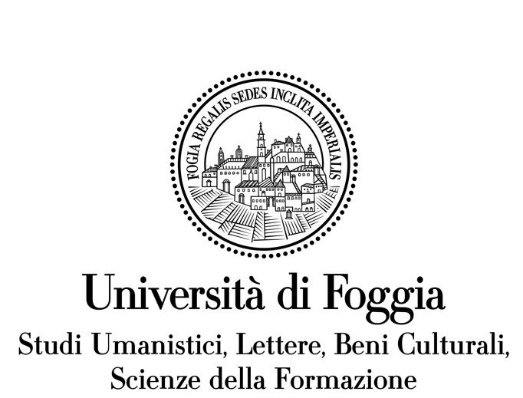 FOGIA REGALIS SEDES INCLITA IMPERIALIS
Università di Foggia
Studi Umanistici, Lettere, Beni Culturali,
Scienze della Formazione